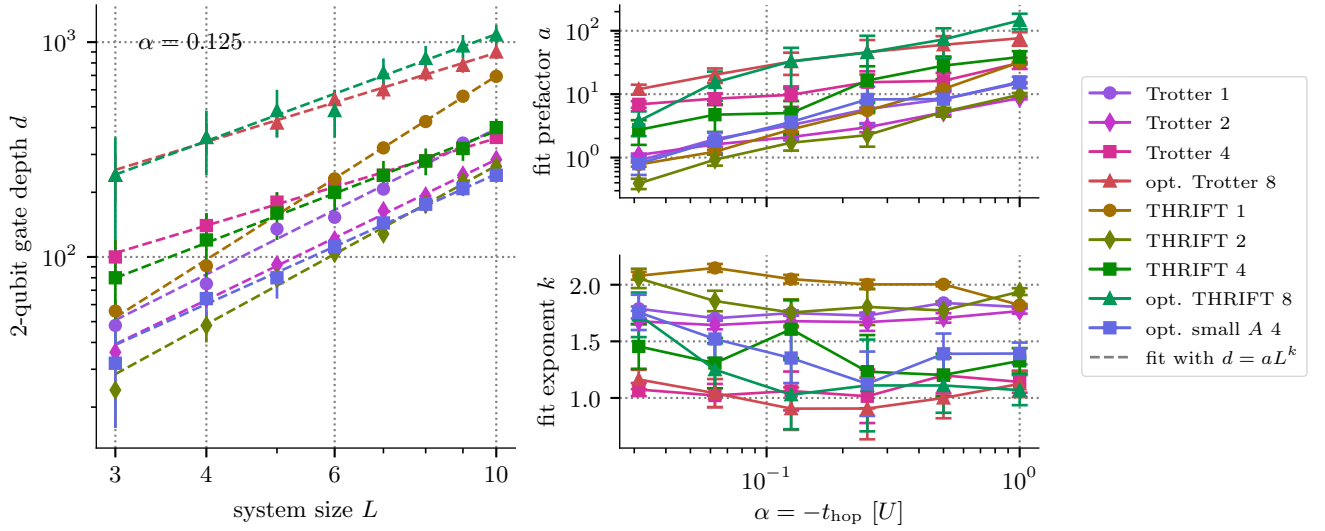 2-qubit gate depth d
10³
10²
α = 0.125
3
4
6
10
system size L
fit prefactor a
10²
10¹
10⁰
fit exponent k
2.0
1.5
1.0
10⁻¹
10⁰
α = −t_hop [U]
Trotter 1
Trotter 2
Trotter 4
opt. Trotter 8
THRIFT 1
THRIFT 2
THRIFT 4
opt. THRIFT 8
opt. small A 4
fit with d = aLᵏ